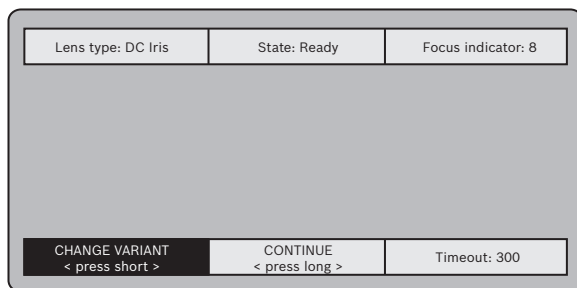 Lens type: DC Iris
State: Ready
Focus indicator: 8
CHANGE VARIANT
< press short >
CONTINUE
< press long >
Timeout: 300